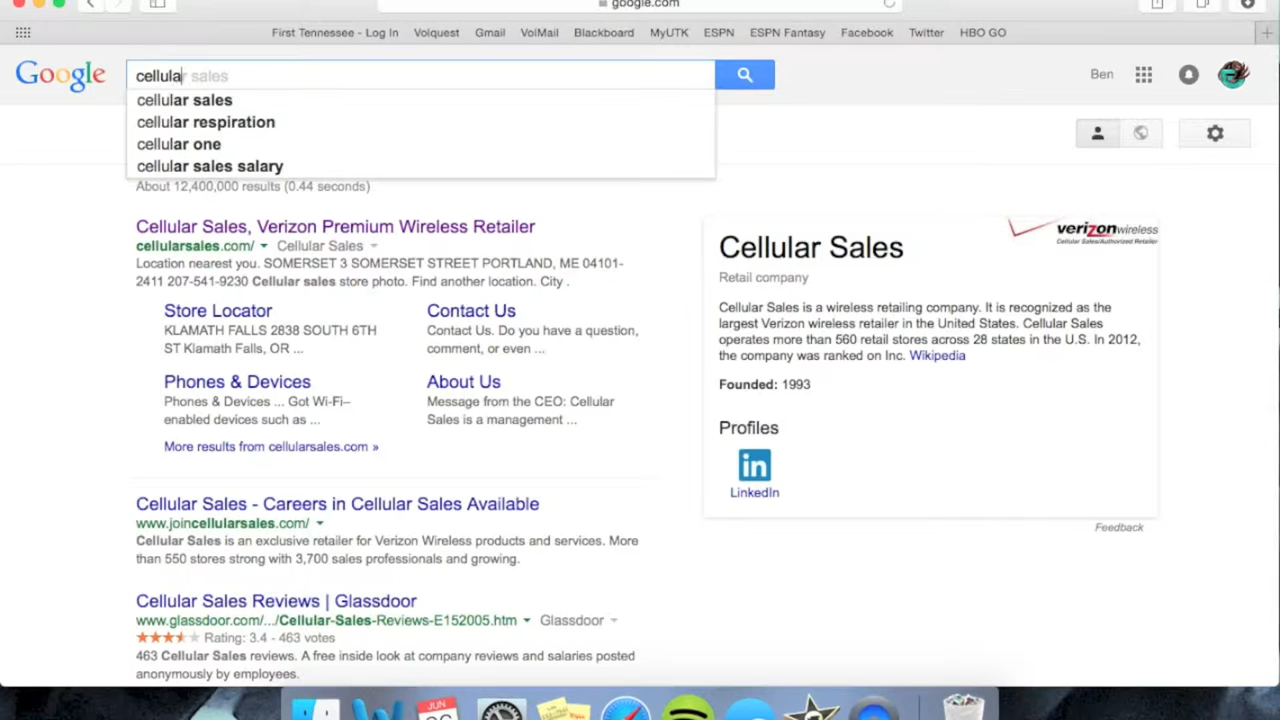 google.com
First Tennessee - Log In Volquest Gmail VolMail Blackboard MyUTK ESPN ESPN Fantasy Facebook Twitter HBO GO
Google
cellular sales
Ben
cellular sales
cellular respiration
cellular one
cellular sales salary
About 12,400,000 results (0.44 seconds)
Cellular Sales, Verizon Premium Wireless Retailer
cellularsales.com/ Cellular Sales
Location nearest you. SOMERSET 3 SOMERSET STREET PORTLAND, ME 04101-
2411 207-541-9230 Cellular sales store photo. Find another location. City .
Store Locator
KLAMATH FALLS 2838 SOUTH 6TH
ST Klamath Falls, OR ...
Contact Us
Contact Us. Do you have a question,
comment, or even ...
Phones & Devices
Phones & Devices ... Got Wi-Fi–
enabled devices such as ...
About Us
Message from the CEO: Cellular
Sales is a management ...
More results from cellularsales.com »
Cellular Sales - Careers in Cellular Sales Available
www.joincellularsales.com/
Cellular Sales is an exclusive retailer for Verizon Wireless products and services. More
than 550 stores strong with 3,700 sales professionals and growing.
Cellular Sales Reviews | Glassdoor
www.glassdoor.com/.../Cellular-Sales-Reviews-E152005.htm Glassdoor
Rating: 3.4 - 463 votes
463 Cellular Sales reviews. A free inside look at company reviews and salaries posted
anonymously by employees.
Cellular Sales
Retail company
verizonwireless
Cellular Sales/Authorized Retailer
Cellular Sales is a wireless retailing company. It is recognized as the
largest Verizon wireless retailer in the United States. Cellular Sales
operates more than 560 retail stores across 28 states in the U.S. In 2012,
the company was ranked on Inc. Wikipedia
Founded: 1993
Profiles
in
LinkedIn
Feedback
JUN